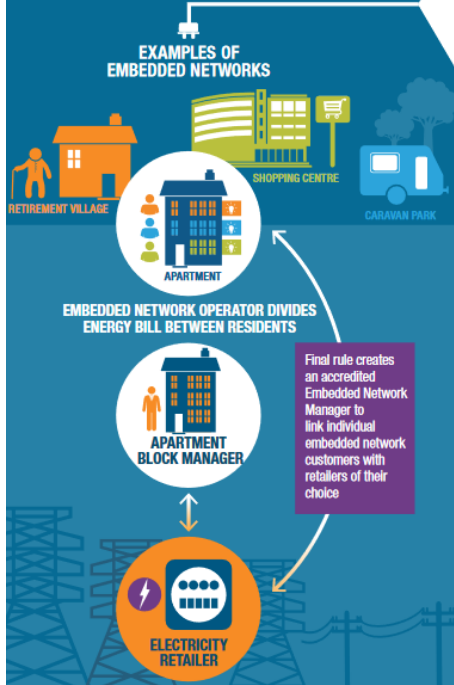 EXAMPLES OF
EMBEDDED NETWORKS
SHOPPING CENTRE
RETIREMENT VILLAGE
CARAVAN PARK
APARTMENT
EMBEDDED NETWORK OPERATOR DIVIDES
ENERGY BILL BETWEEN RESIDENTS
Final rule creates
an accredited
Embedded Network
Manager to
link individual
embedded network
customers with
retailers of their
choice
APARTMENT
BLOCK MANAGER
ELECTRICITY
RETAILER